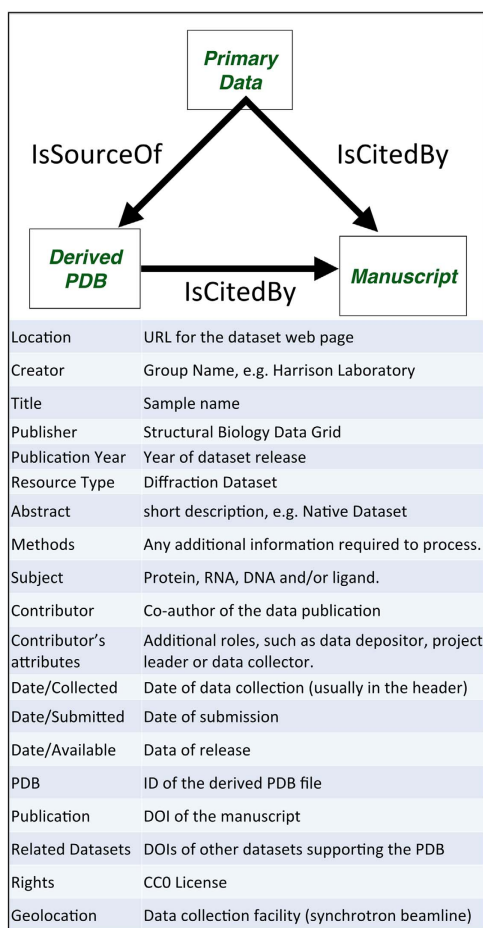 Primary
Data
IsSourceOf IsCitedBy
Derived
PDB
IsCitedBy
Manuscript
Location URL for the dataset web page
Creator Group Name, e.g. Harrison Laboratory
Title Sample name
Publisher Structural Biology Data Grid
Publication Year Year of dataset release
Resource Type Diffraction Dataset
Abstract short description, e.g. Native Dataset
Methods Any additional information required to process.
Subject Protein, RNA, DNA and/or ligand.
Contributor Co-author of the data publication
Contributor's Additional roles, such as data depositor, project
attributes leader or data collector.
Date/Collected Date of data collection (usually in the header)
Date/Submitted Date of submission
Date/Available Data of release
PDB ID of the derived PDB file
Publication DOI of the manuscript
Related Datasets DOIs of other datasets supporting the PDB
Rights CC0 License
Geolocation Data collection facility (synchrotron beamline)